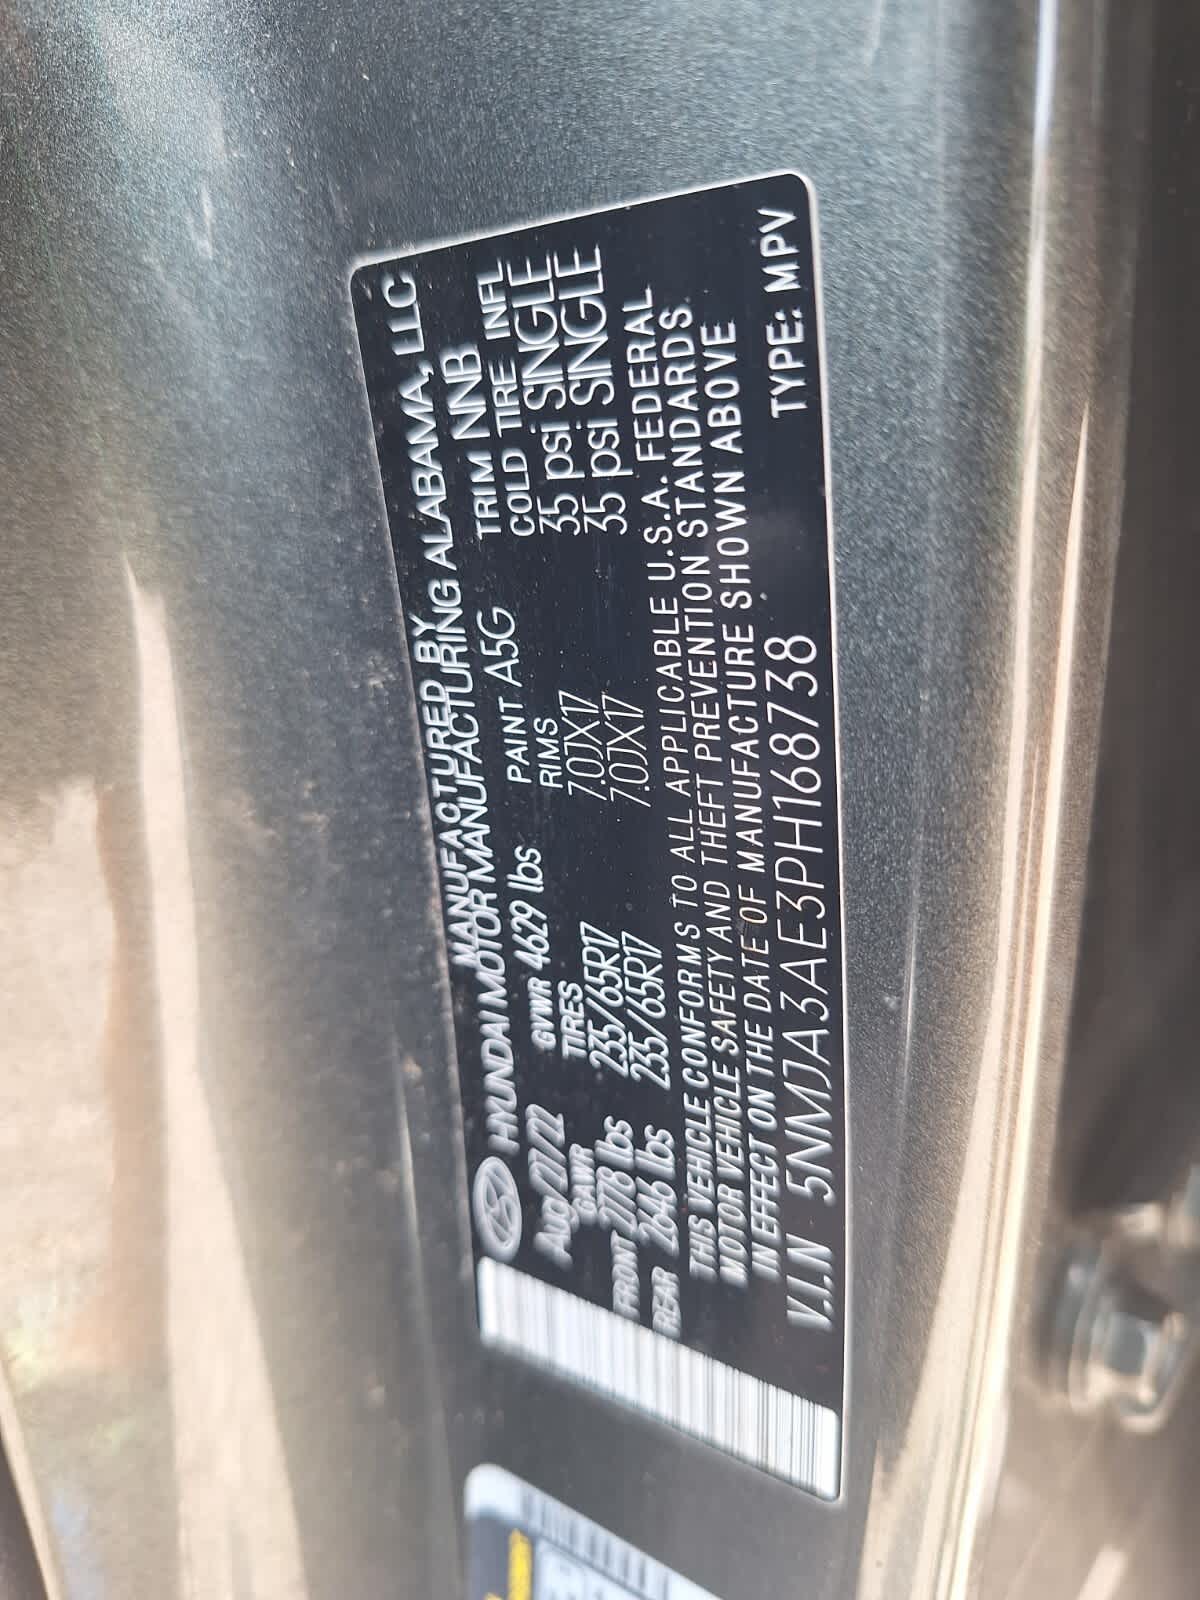 MANUFACTURED BY
HYUNDAI MOTOR MANUFACTURING ALABAMA, LLC
Aug/07/22 GVWR 4629 lbs PAINT A5G TRIM NNB
GAWR TIRES RIMS COLD TIRE INFL
FRONT 2778 lbs 235/65R17 7.0JX17 35 psi SINGLE
REAR 2646 lbs 235/65R17 7.0JX17 35 psi SINGLE
THIS VEHICLE CONFORMS TO ALL APPLICABLE U.S.A. FEDERAL
MOTOR VEHICLE SAFETY AND THEFT PREVENTION STANDARDS
IN EFFECT ON THE DATE OF MANUFACTURE SHOWN ABOVE
V.I.N 5NMJA3AE3PH168738 TYPE: MPV